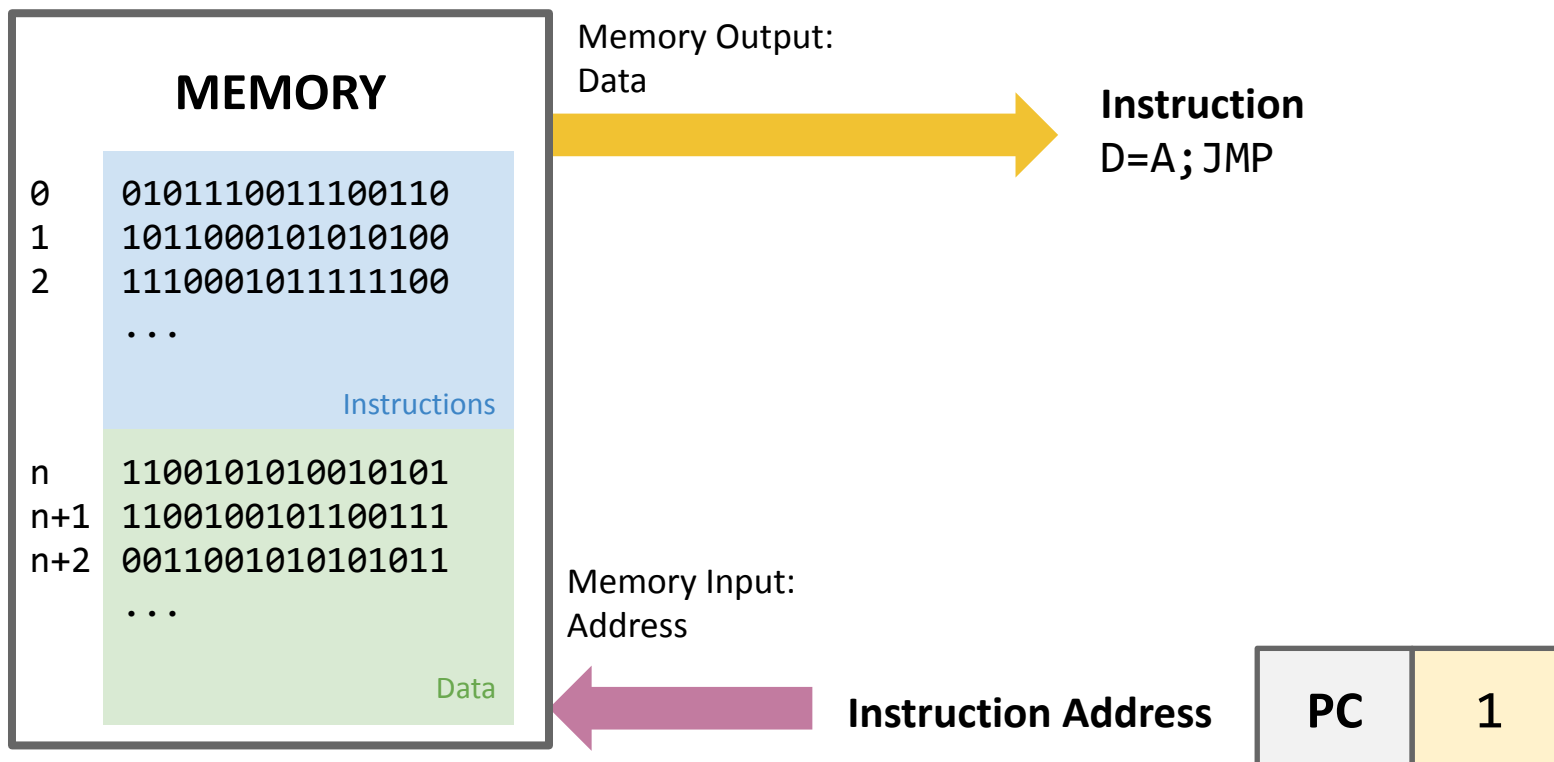 MEMORY
0 0101110011100110
1 1011000101010100
2 1110001011111100
...
Instructions
n 1100101010010101
n+1 1100100101100111
n+2 0011001010101011
...
Data
Memory Output:
Data
Instruction
D=A;JMP
Memory Input:
Address
Instruction Address
PC 1